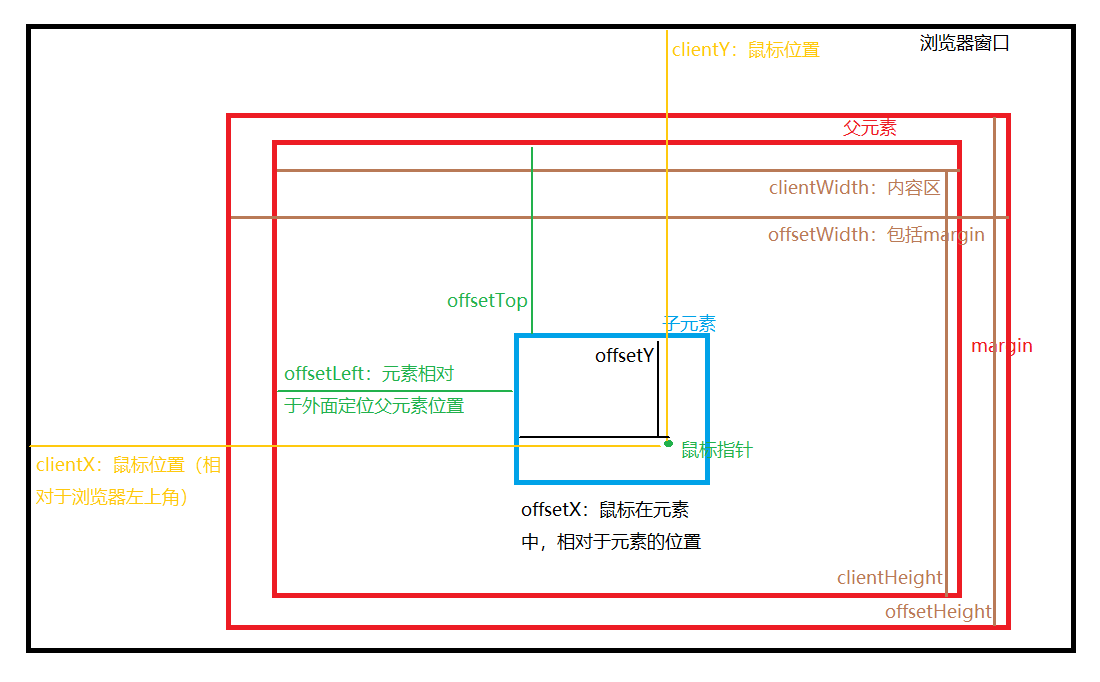 浏览器窗口
clientY：鼠标位置
父元素
clientWidth：内容区
offsetWidth：包括margin
offsetTop
子元素
margin
offsetY
offsetLeft：元素相对
于外面定位父元素位置
鼠标指针
clientX：鼠标位置（相
对于浏览器左上角）
offsetX：鼠标在元素
中，相对于元素的位置
clientHeight
offsetHeight